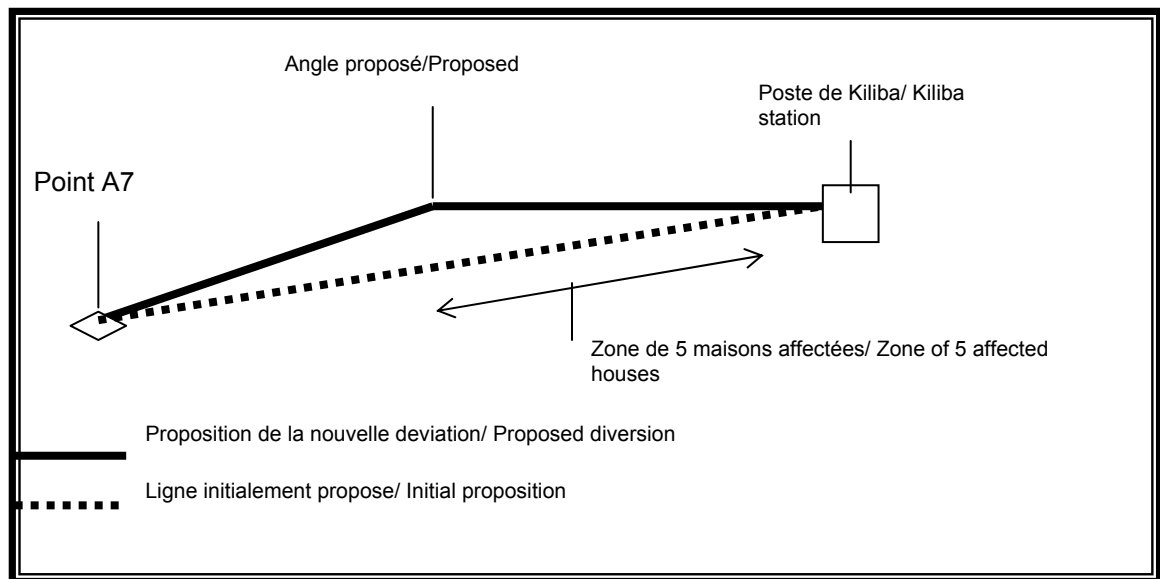 Angle proposé/Proposed
Poste de Kiliba/ Kiliba
station
Point A7
Zone de 5 maisons affectées/ Zone of 5 affected
houses
Proposition de la nouvelle deviation/ Proposed diversion
Ligne initialement propose/ Initial proposition